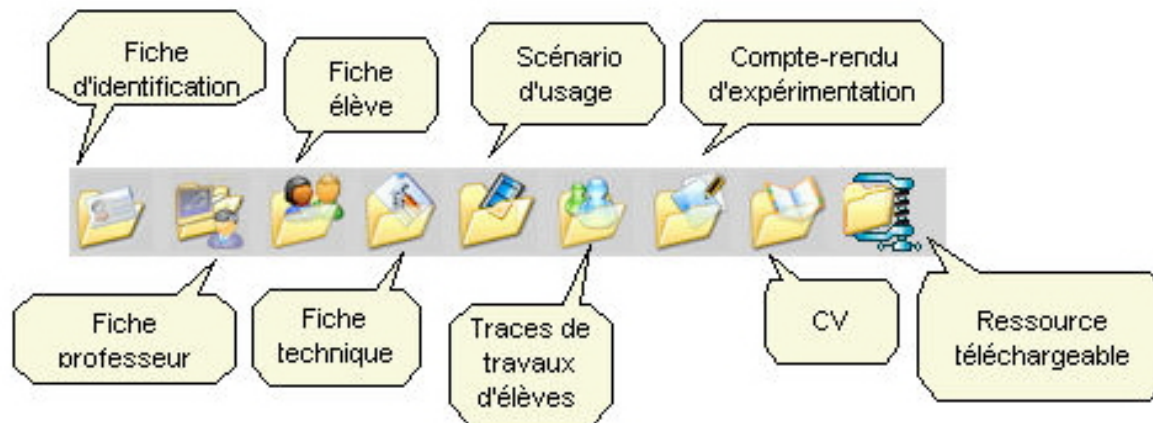 Fiche
d'identification
Fiche
élève
Scénario
d'usage
Compte-rendu
d'expérimentation
Fiche
professeur
Fiche
technique
Traces de
travaux
d'élèves
CV
Ressource
téléchargeable